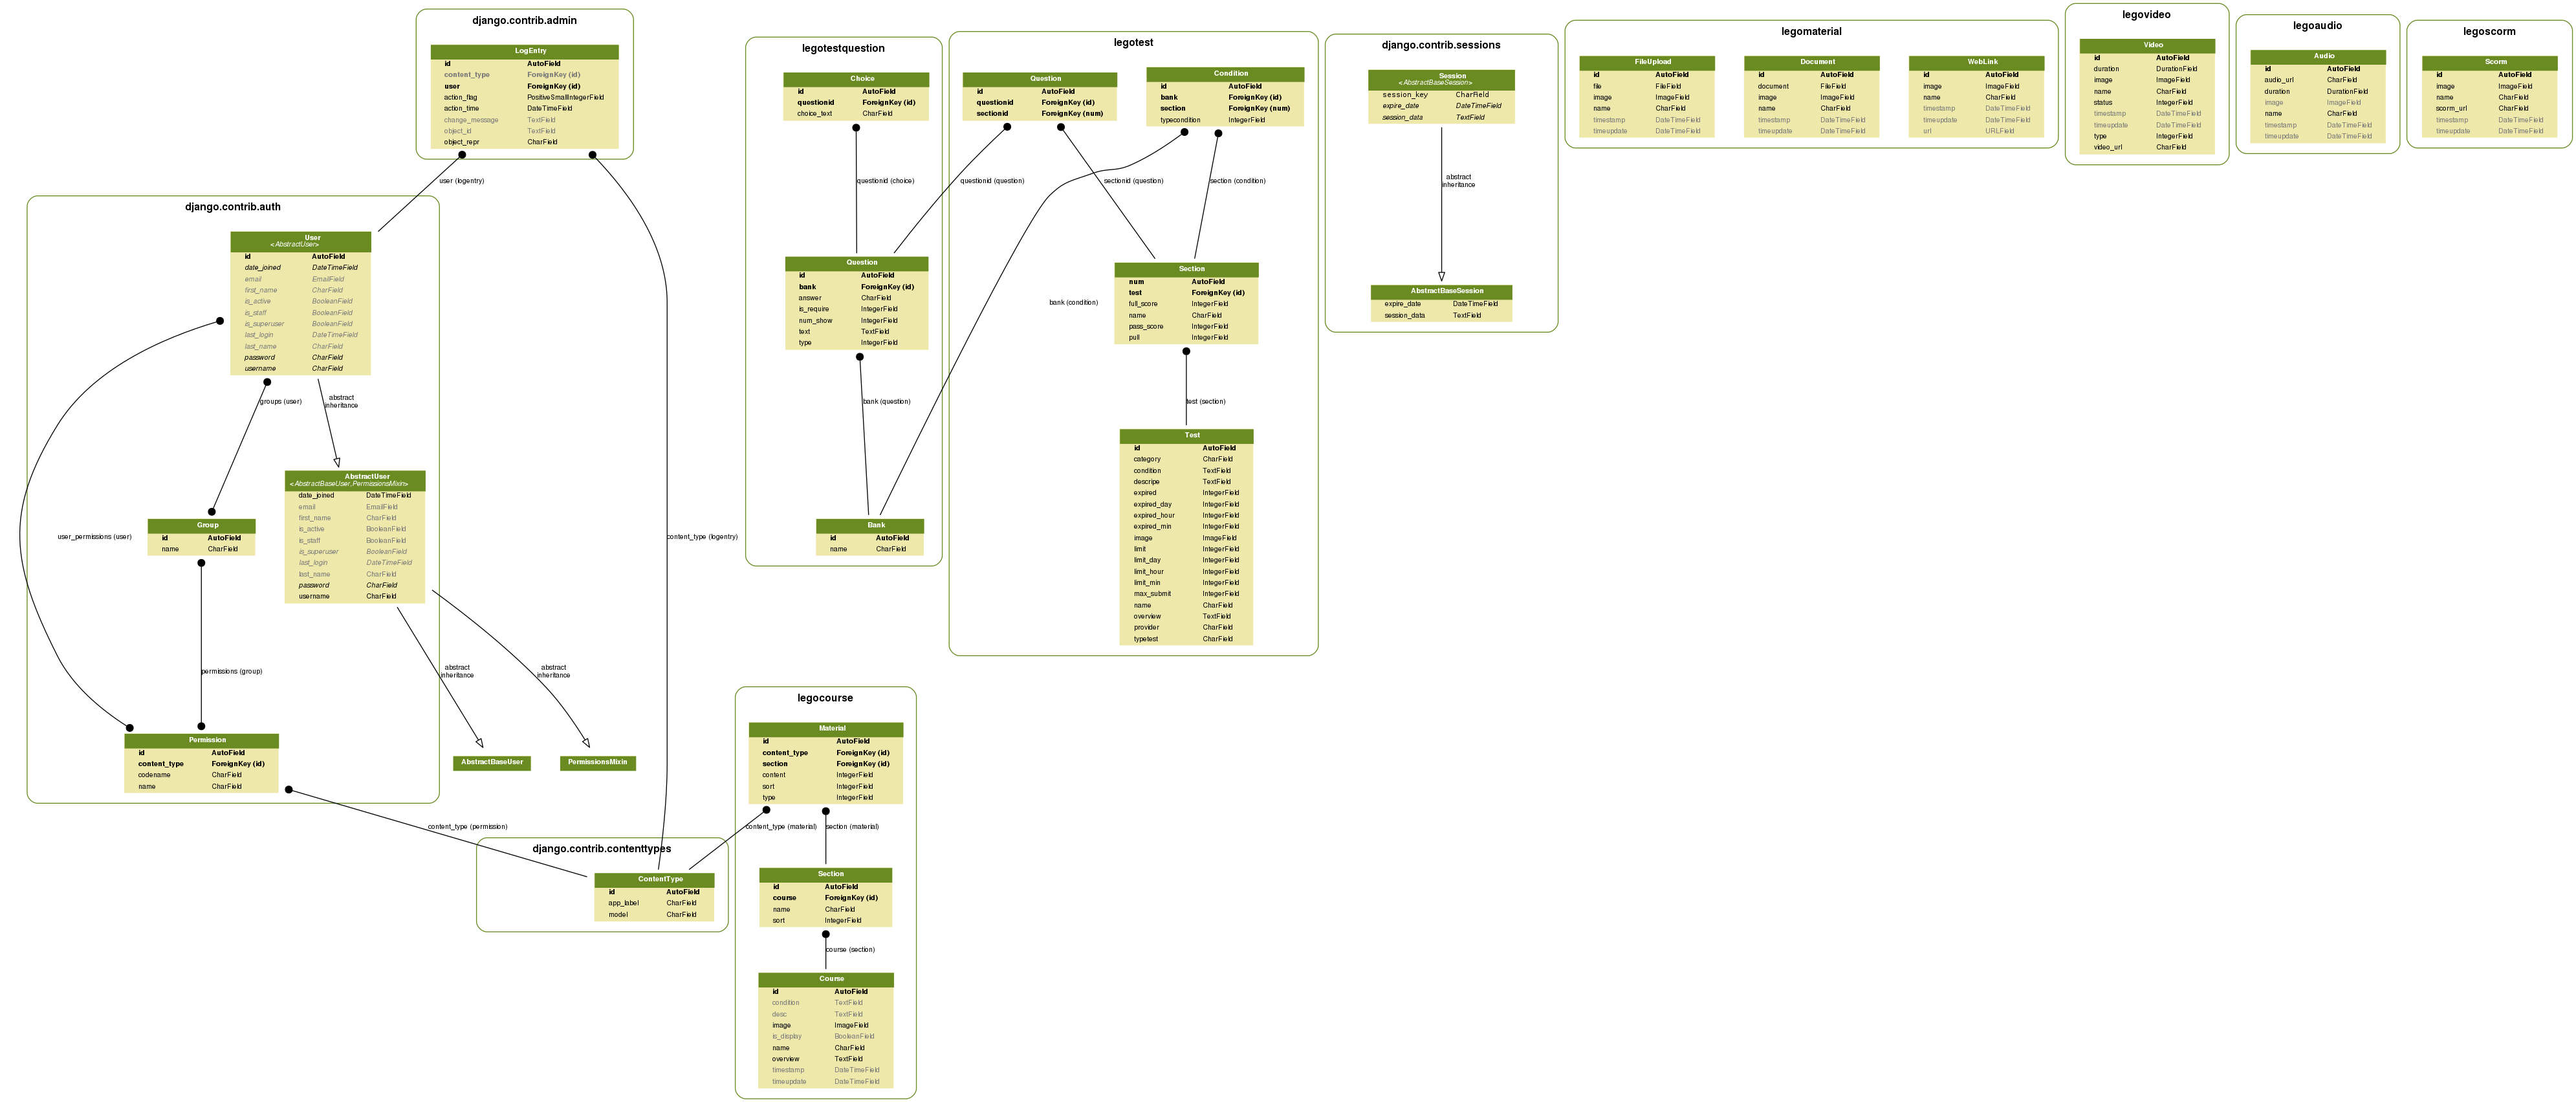 django.contrib.admin
LogEntry
id AutoField
content_type ForeignKey (id)
user ForeignKey (id)
action_flag PositiveSmallIntegerField
action_time DateTimeField
change_message TextField
object_id TextField
object_repr CharField
user (logentry)
content_type (logentry)
django.contrib.auth
User
<AbstractUser>
id AutoField
date_joined DateTimeField
email EmailField
first_name CharField
is_active BooleanField
is_staff BooleanField
is_superuser BooleanField
last_login DateTimeField
last_name CharField
password CharField
username CharField
groups (user)
abstract
inheritance
user_permissions (user)
AbstractUser
<AbstractBaseUser,PermissionsMixin>
date_joined DateTimeField
email EmailField
first_name CharField
is_active BooleanField
is_staff BooleanField
is_superuser BooleanField
last_login DateTimeField
last_name CharField
password CharField
username CharField
Group
id AutoField
name CharField
permissions (group)
abstract
inheritance
abstract
inheritance
Permission
id AutoField
content_type ForeignKey (id)
codename CharField
name CharField
AbstractBaseUser
PermissionsMixin
content_type (permission)
django.contrib.contenttypes
ContentType
id AutoField
app_label CharField
model CharField
legotestquestion
Choice
id AutoField
questionid ForeignKey (id)
choice_text CharField
questionid (choice)
Question
id AutoField
bank ForeignKey (id)
answer CharField
is_require IntegerField
num_show IntegerField
text TextField
type IntegerField
bank (question)
Bank
id AutoField
name CharField
legotest
Question
id AutoField
questionid ForeignKey (id)
sectionid ForeignKey (num)
Condition
id AutoField
bank ForeignKey (id)
section ForeignKey (num)
typecondition IntegerField
questionid (question)
sectionid (question)
section (condition)
bank (condition)
Section
num AutoField
test ForeignKey (id)
full_score IntegerField
name CharField
pass_score IntegerField
pull IntegerField
test (section)
Test
id AutoField
category CharField
condition TextField
descripe TextField
expired IntegerField
expired_day IntegerField
expired_hour IntegerField
expired_min IntegerField
image ImageField
limit IntegerField
limit_day IntegerField
limit_hour IntegerField
limit_min IntegerField
max_submit IntegerField
name CharField
overview TextField
provider CharField
typetest CharField
legocourse
Material
id AutoField
content_type ForeignKey (id)
section ForeignKey (id)
content IntegerField
sort IntegerField
type IntegerField
content_type (material)
section (material)
Section
id AutoField
course ForeignKey (id)
name CharField
sort IntegerField
course (section)
Course
id AutoField
condition TextField
desc TextField
image ImageField
is_display BooleanField
name CharField
overview TextField
timestamp DateTimeField
timeupdate DateTimeField
django.contrib.sessions
Session
<AbstractBaseSession>
session_key CharField
expire_date DateTimeField
session_data TextField
abstract
inheritance
AbstractBaseSession
expire_date DateTimeField
session_data TextField
legomaterial
FileUpload
id AutoField
file FileField
image ImageField
name CharField
timestamp DateTimeField
timeupdate DateTimeField
Document
id AutoField
document FileField
image ImageField
name CharField
timestamp DateTimeField
timeupdate DateTimeField
WebLink
id AutoField
image ImageField
name CharField
timestamp DateTimeField
timeupdate DateTimeField
url URLField
legovideo
Video
id AutoField
duration DurationField
image ImageField
name CharField
status IntegerField
timestamp DateTimeField
timeupdate DateTimeField
type IntegerField
video_url CharField
legoaudio
Audio
id AutoField
audio_url CharField
duration DurationField
image ImageField
name CharField
timestamp DateTimeField
timeupdate DateTimeField
legoscorm
Scorm
id AutoField
image ImageField
name CharField
scorm_url CharField
timestamp DateTimeField
timeupdate DateTimeField